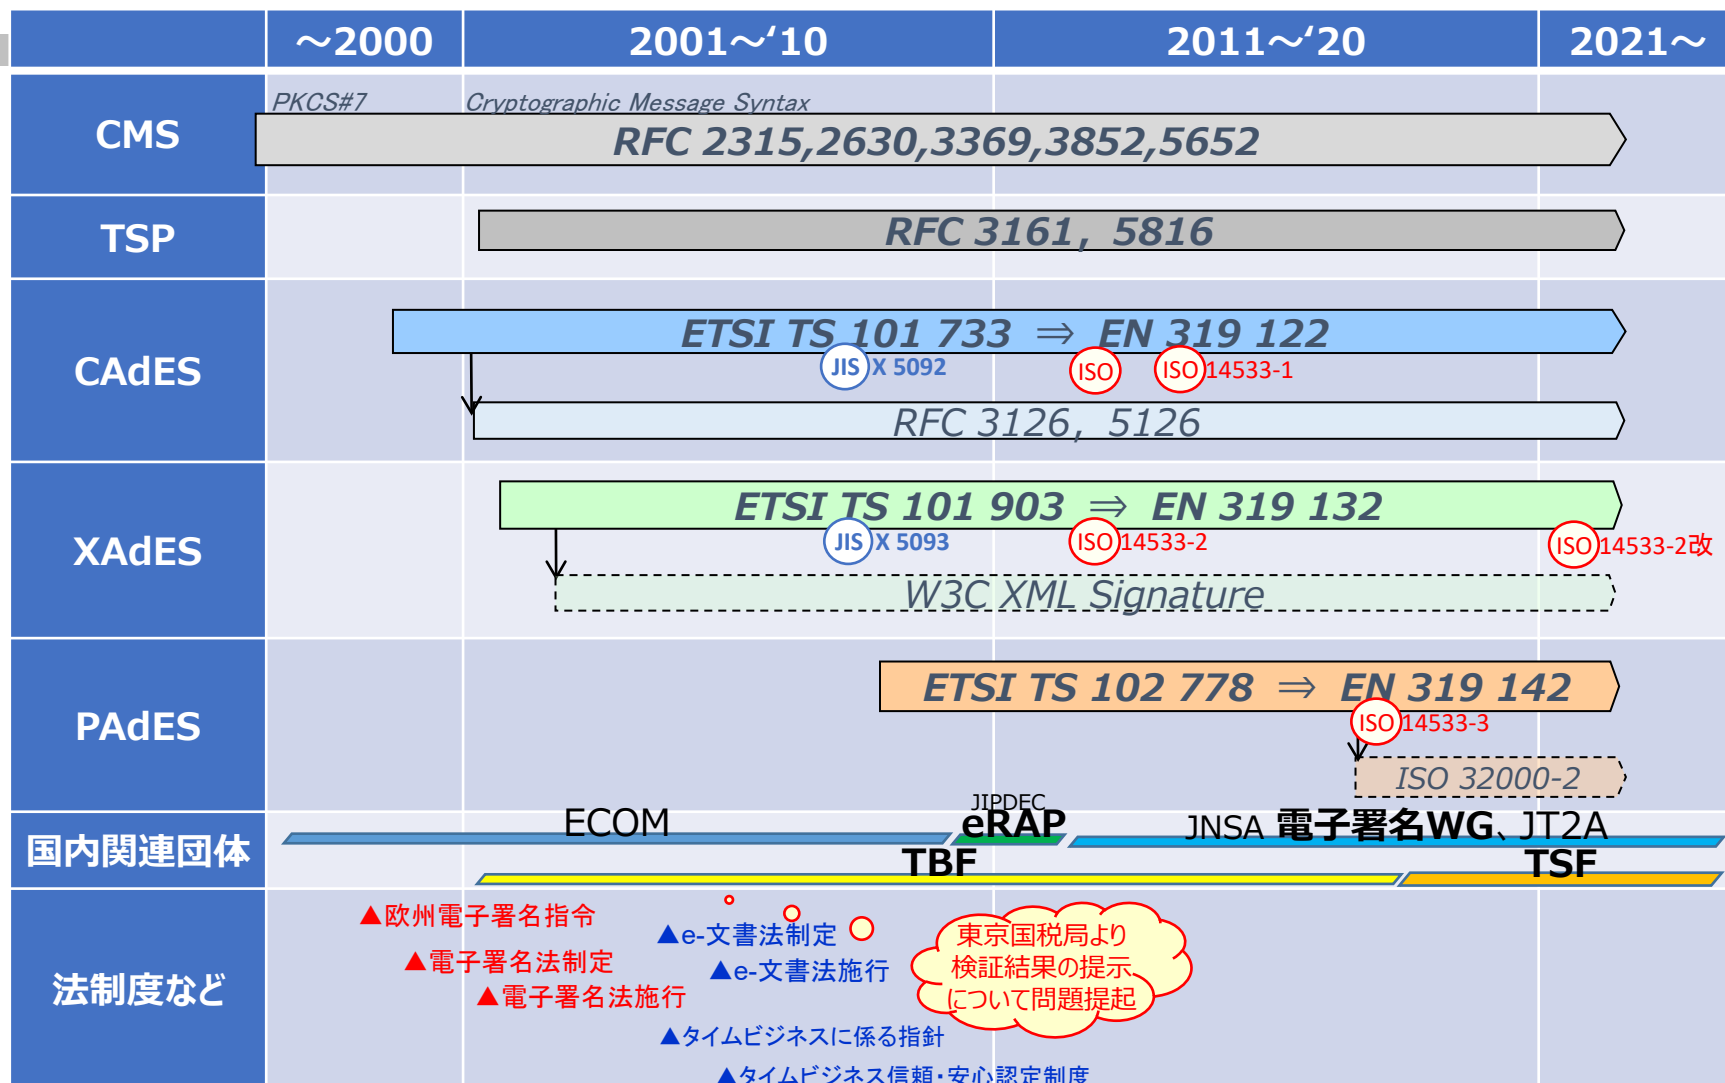 ～2000 2001～‘10 2011～‘20 2021～
CMS
PKCS#7 Cryptographic Message Syntax
RFC 2315,2630,3369,3852,5652
TSP
RFC 3161, 5816
CAdES
ETSI TS 101 733 ⇒ EN 319 122
JIS X 5092 ISO ISO 14533-1
RFC 3126, 5126
XAdES
ETSI TS 101 903 ⇒ EN 319 132
JIS X 5093 ISO 14533-2 ISO 14533-2改
W3C XML Signature
PAdES
ETSI TS 102 778 ⇒ EN 319 142
ISO 14533-3
ISO 32000-2
国内関連団体
ECOM
JIPDEC
eRAP
JNSA 電子署名WG、JT2A
TBF
TSF
法制度など
▲欧州電子署名指令
▲電子署名法制定
▲電子署名法施行
▲e-文書法制定
▲e-文書法施行
東京国税局より
検証結果の提示
について問題提起
▲タイムビジネスに係る指針
▲タイムビジネス信頼・安心認定制度